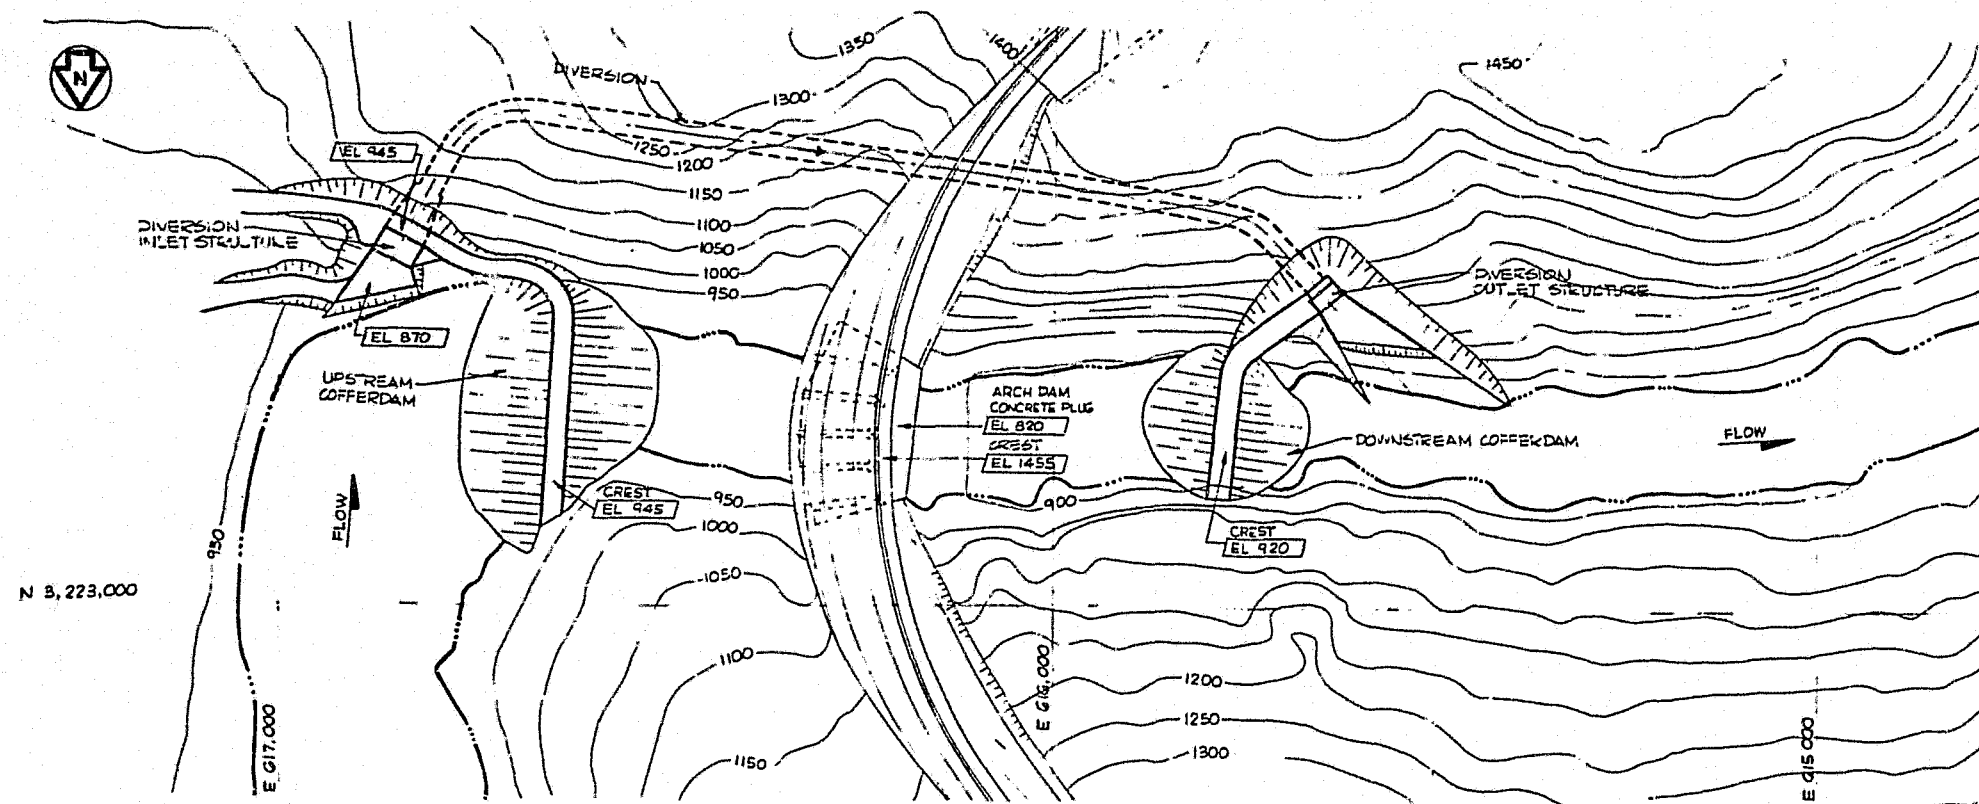 N
1350
1400
1450
DIVERSION
1300
EL 945
1250
1200
1150
DIVERSION
INLET STRUCTURE
1100
1050
1000
950
DIVERSION
OUTLET STRUCTURE
EL 870
UPSTREAM
COFFERDAM
ARCH DAM
CONCRETE PLUG
EL 820
CREST
EL 1455
DOWNSTREAM COFFERDAM
FLOW
FLOW
CREST
EL 945
950
1000
900
950
CREST
EL 920
1050
N 3,223,000
1100
1200
1250
1300
1150
E 617,000
E 616,000
E 615,000